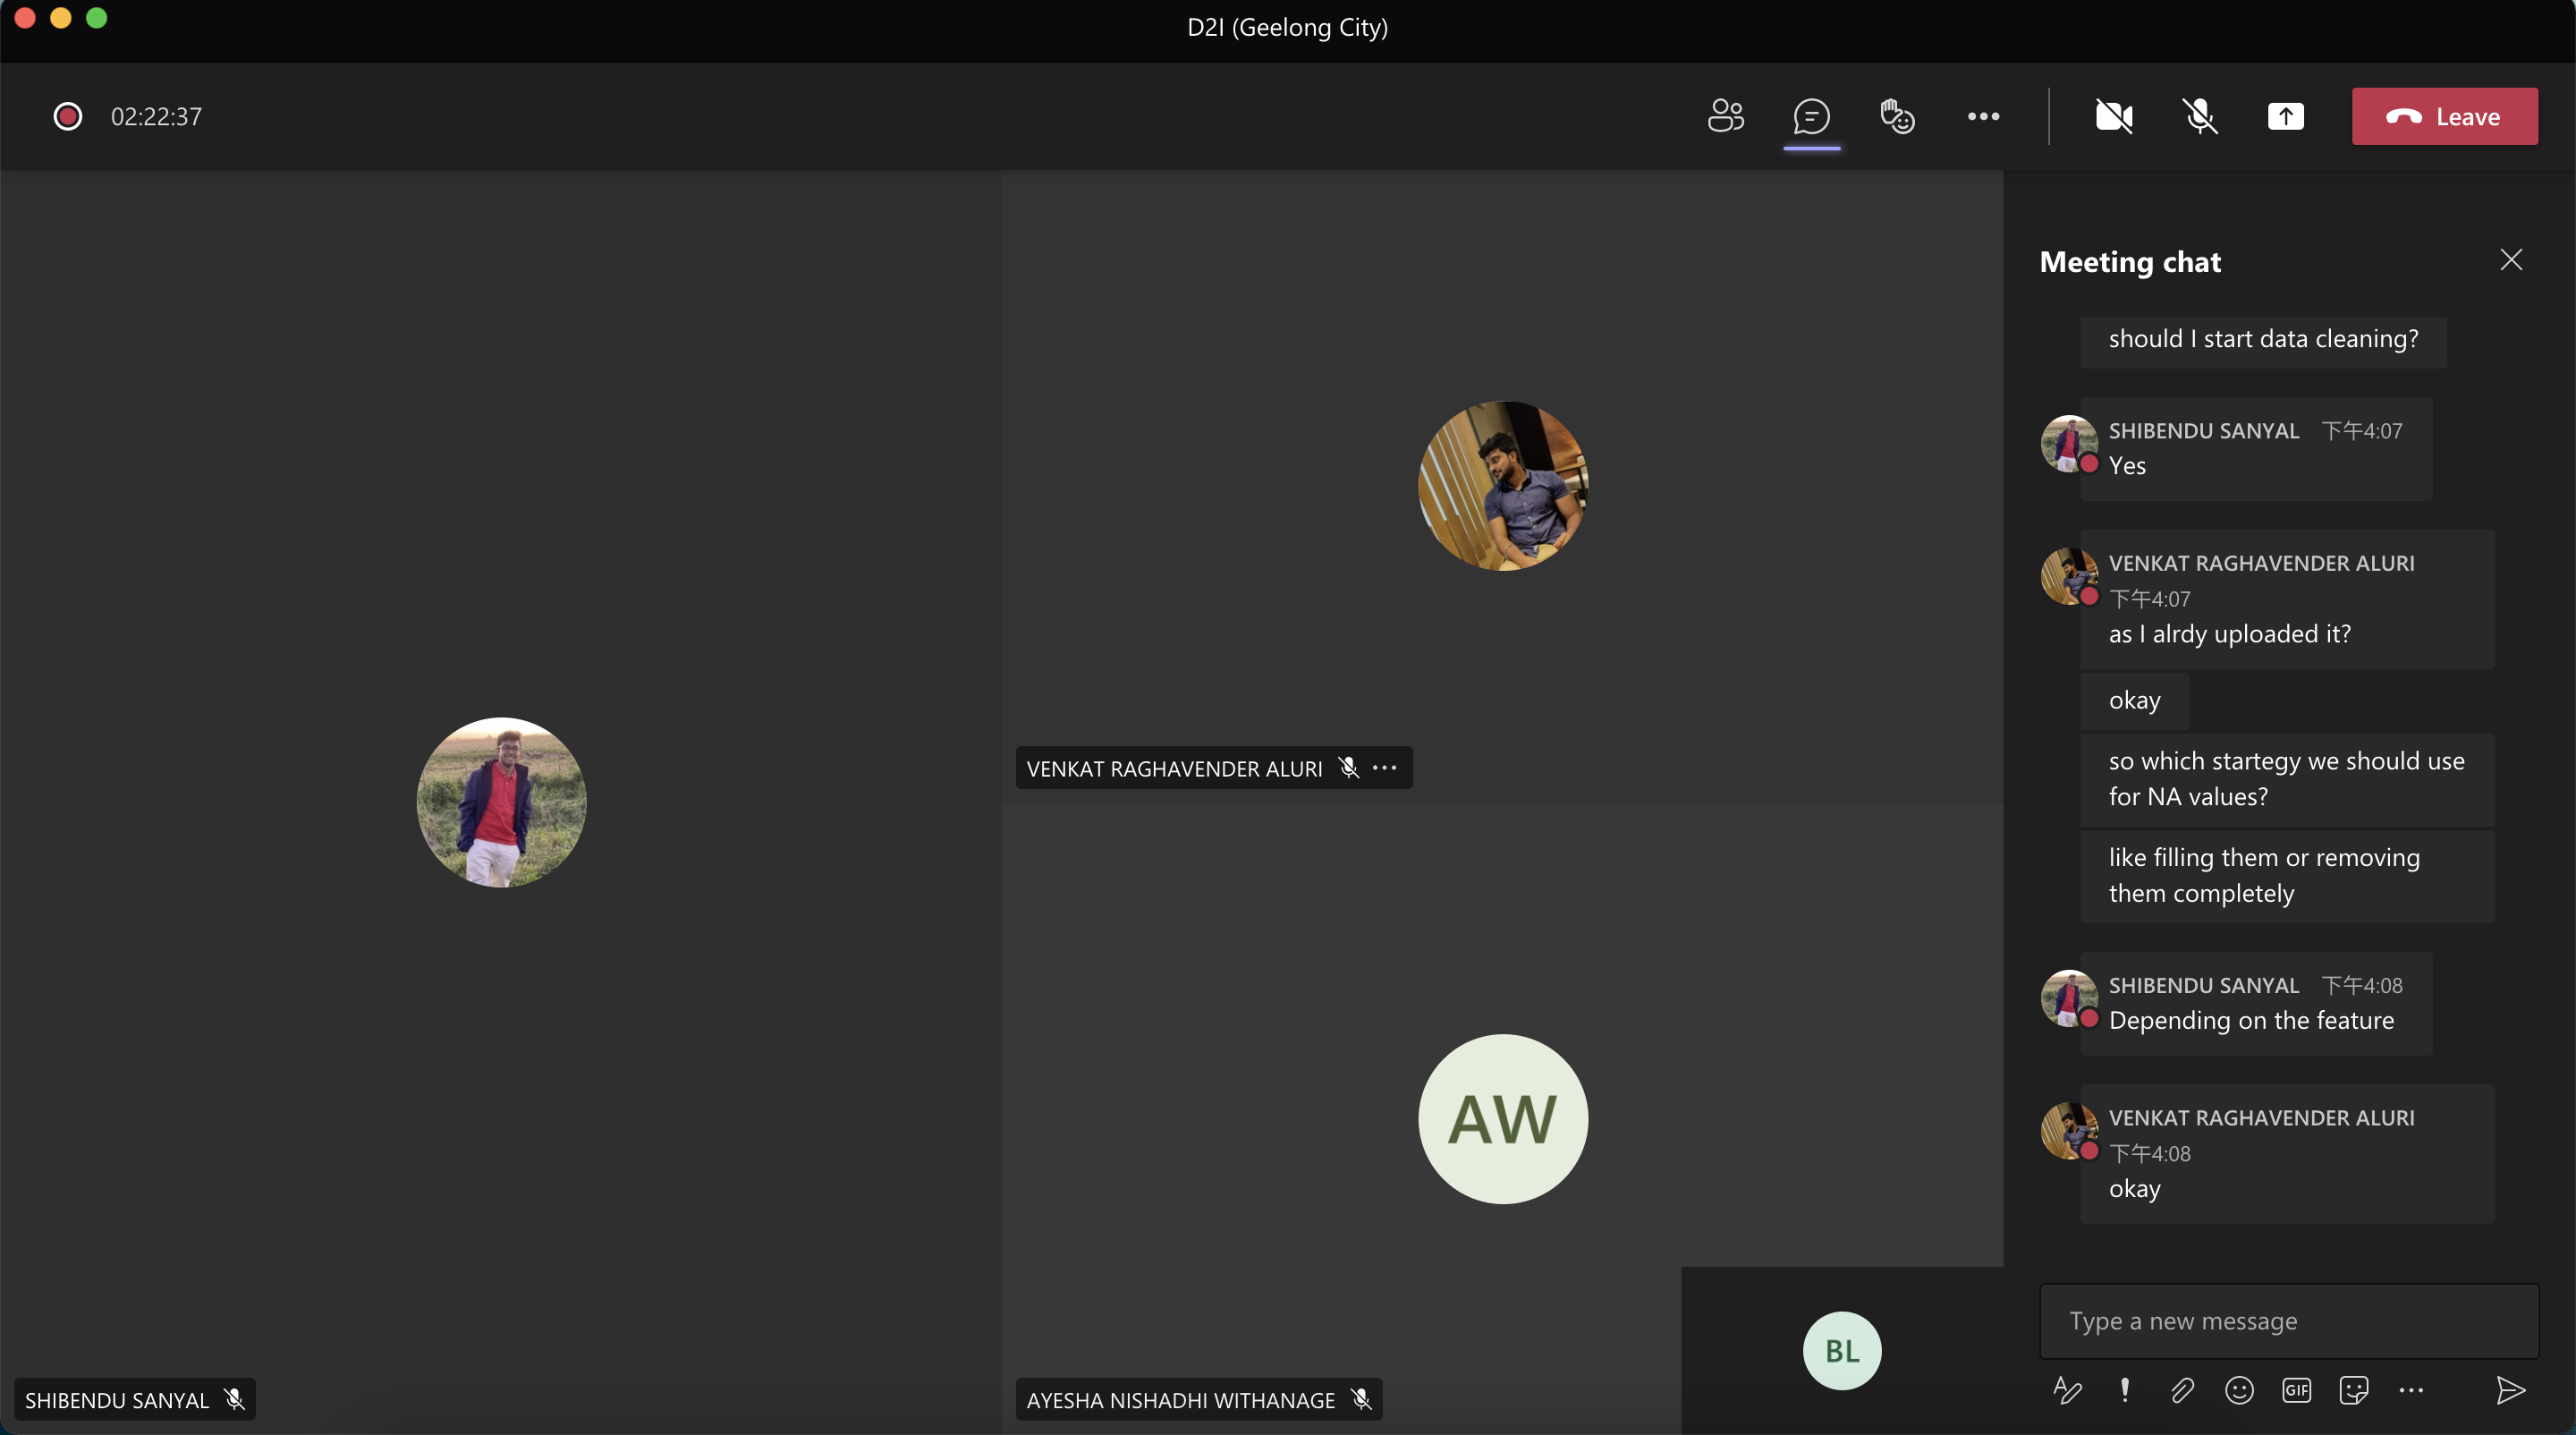 D2I (Geelong City)
02:22:37
Leave
Meeting chat
should I start data cleaning?
SHIBENDU SANYAL 下午4:07
Yes
VENKAT RAGHAVENDER ALURI
下午4:07
as I alrdy uploaded it?
okay
so which startegy we should use
for NA values?
like filling them or removing
them completely
SHIBENDU SANYAL 下午4:08
Depending on the feature
VENKAT RAGHAVENDER ALURI
下午4:08
okay
Type a new message
GIF
VENKAT RAGHAVENDER ALURI
AW
BL
SHIBENDU SANYAL
AYESHA NISHADHI WITHANAGE